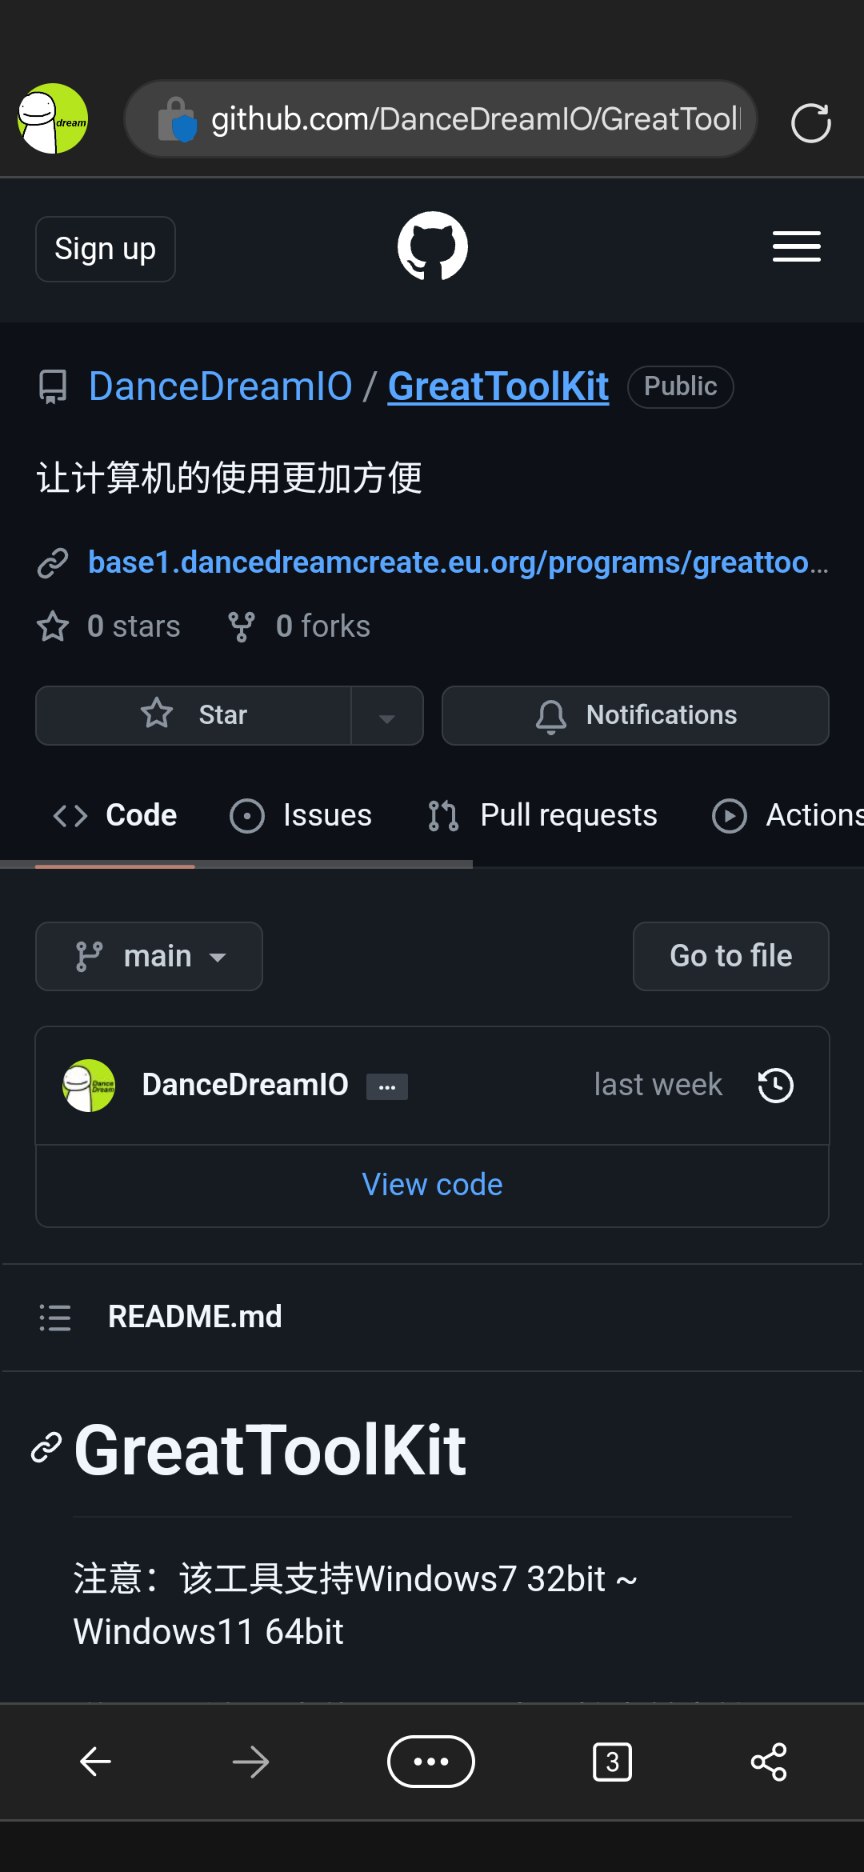 dream
github.com/DanceDreamIO/GreatTool
Sign up
DanceDreamIO / GreatToolKit Public
让计算机的使用更加方便
base1.dancedreamcreate.eu.org/programs/greattoo...
0 stars 0 forks
Star Notifications
Code Issues Pull requests Actions
main Go to file
Dance
Dream
DanceDreamIO ... last week
View code
README.md
GreatToolKit
注意：该工具支持Windows7 32bit ~
Windows11 64bit
3